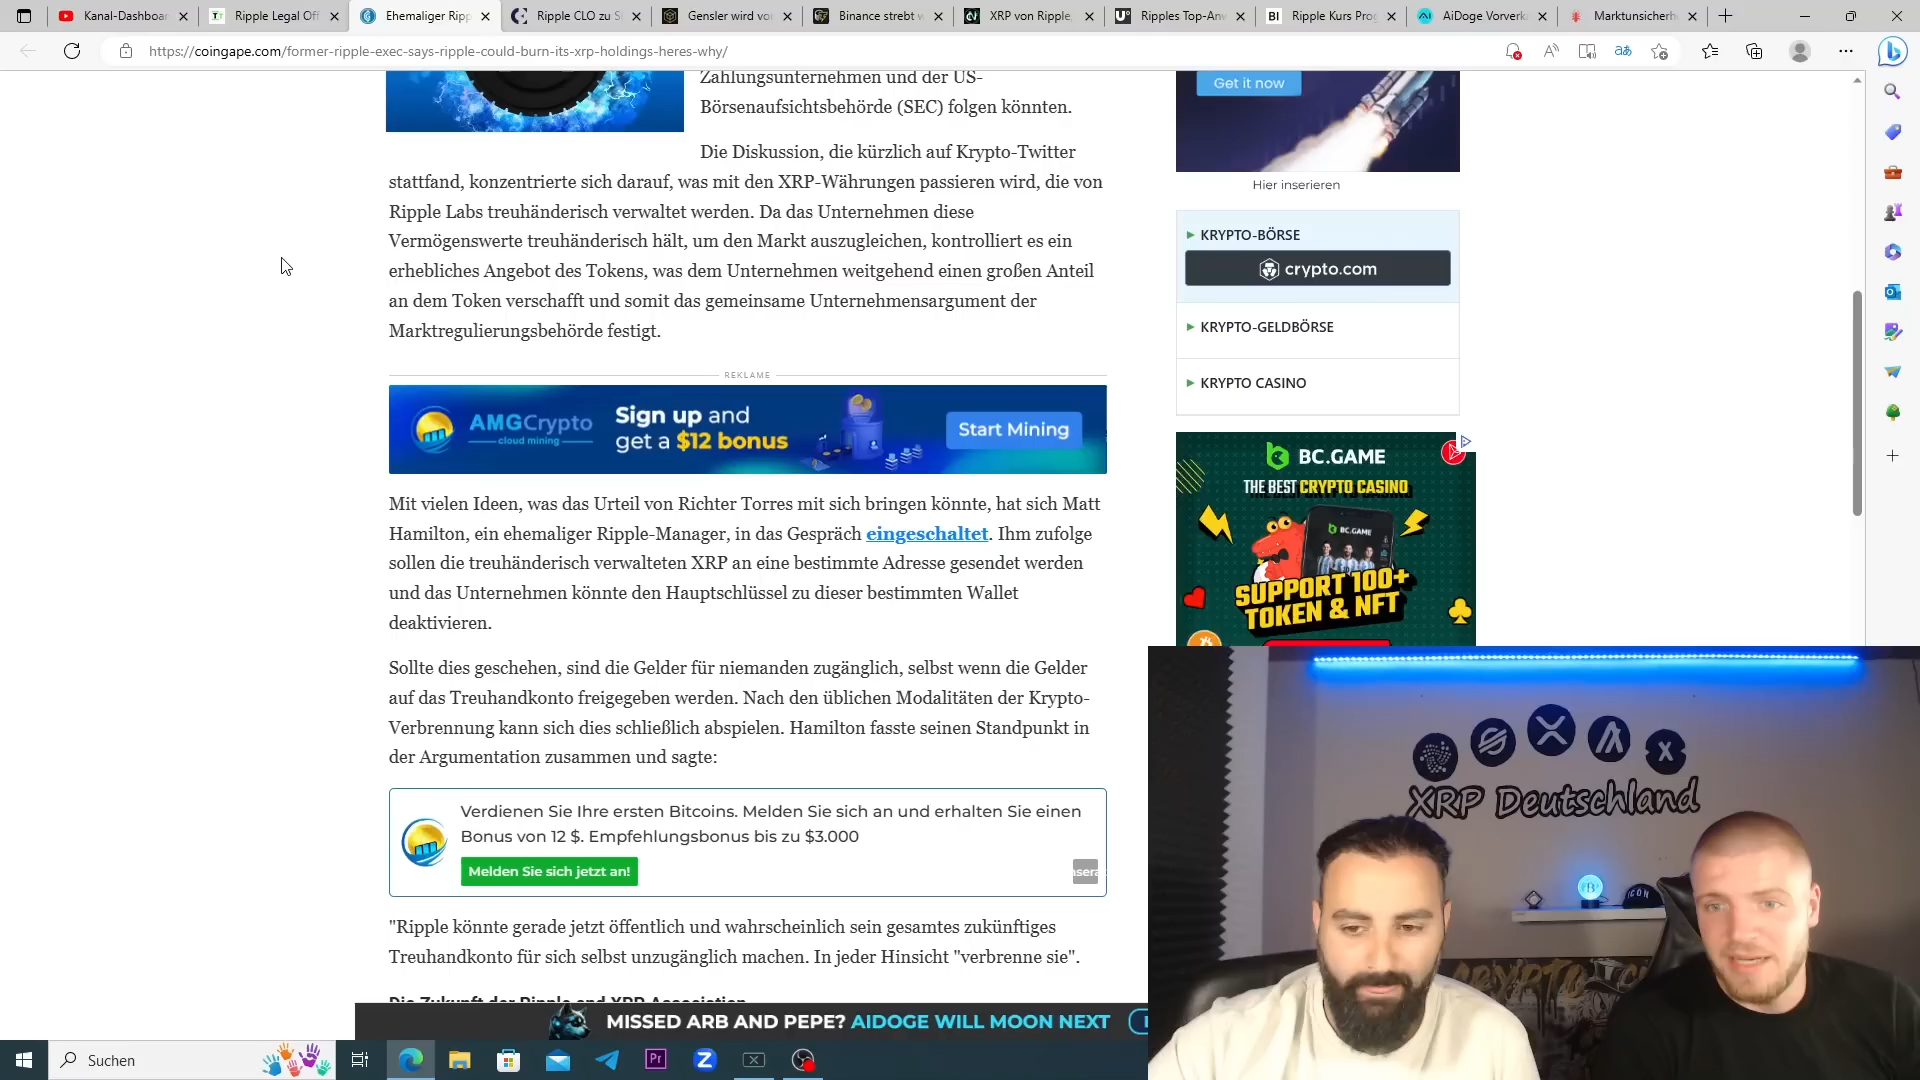 Kanal-Dashboar
Ripple Legal Off
Ehemaliger Ripp
Ripple CLO zu S
Gensler wird vo
Binance strebt w
XRP von Ripple,
Ripples Top-Anw
Ripple Kurs Prog
AiDoge Vorverk
Marktunsicherh
https://coingape.com/former-ripple-exec-says-ripple-could-burn-its-xrp-holdings-heres-why/
Zahlungsunternehmen und der US-
Börsenaufsichtsbehörde (SEC) folgen könnten.
Die Diskussion, die kürzlich auf Krypto-Twitter
stattfand, konzentrierte sich darauf, was mit den XRP-Währungen passieren wird, die von
Ripple Labs treuhänderisch verwaltet werden. Da das Unternehmen diese
Vermögenswerte treuhänderisch hält, um den Markt auszugleichen, kontrolliert es ein
erhebliches Angebot des Tokens, was dem Unternehmen weitgehend einen großen Anteil
an dem Token verschafft und somit das gemeinsame Unternehmensargument der
Marktregulierungsbehörde festigt.
REKLAME
AMGCrypto
cloud mining
Sign up and
get a $12 bonus
Start Mining
Mit vielen Ideen, was das Urteil von Richter Torres mit sich bringen könnte, hat sich Matt
Hamilton, ein ehemaliger Ripple-Manager, in das Gespräch eingeschaltet. Ihm zufolge
sollen die treuhänderisch verwalteten XRP an eine bestimmte Adresse gesendet werden
und das Unternehmen könnte den Hauptschlüssel zu dieser bestimmten Wallet
deaktivieren.
Sollte dies geschehen, sind die Gelder für niemanden zugänglich, selbst wenn die Gelder
auf das Treuhandkonto freigegeben werden. Nach den üblichen Modalitäten der Krypto-
Verbrennung kann sich dies schließlich abspielen. Hamilton fasste seinen Standpunkt in
der Argumentation zusammen und sagte:
Verdienen Sie Ihre ersten Bitcoins. Melden Sie sich an und erhalten Sie einen
Bonus von 12 $. Empfehlungsbonus bis zu $3.000
Melden Sie sich jetzt an!
"Ripple könnte gerade jetzt öffentlich und wahrscheinlich sein gesamtes zukünftiges
Treuhandkonto für sich selbst unzugänglich machen. In jeder Hinsicht "verbrenne sie".
Die Zukunft der Ripple and XRP Association
MISSED ARB AND PEPE? AIDOGE WILL MOON NEXT
Get it now
Hier inserieren
KRYPTO-BÖRSE
crypto.com
KRYPTO-GELDBÖRSE
KRYPTO CASINO
BC.GAME
THE BEST CRYPTO CASINO
BC.GAME
SUPPORT 100+
TOKEN & NFT
XRP Deutschland
Suchen